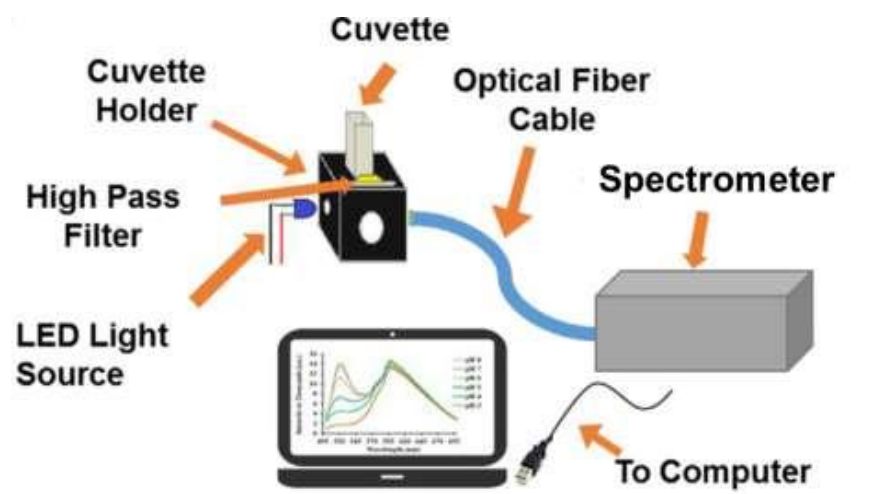 Cuvette
Cuvette
Holder
Optical Fiber
Cable
High Pass
Filter
Spectrometer
LED Light
Source
To Computer